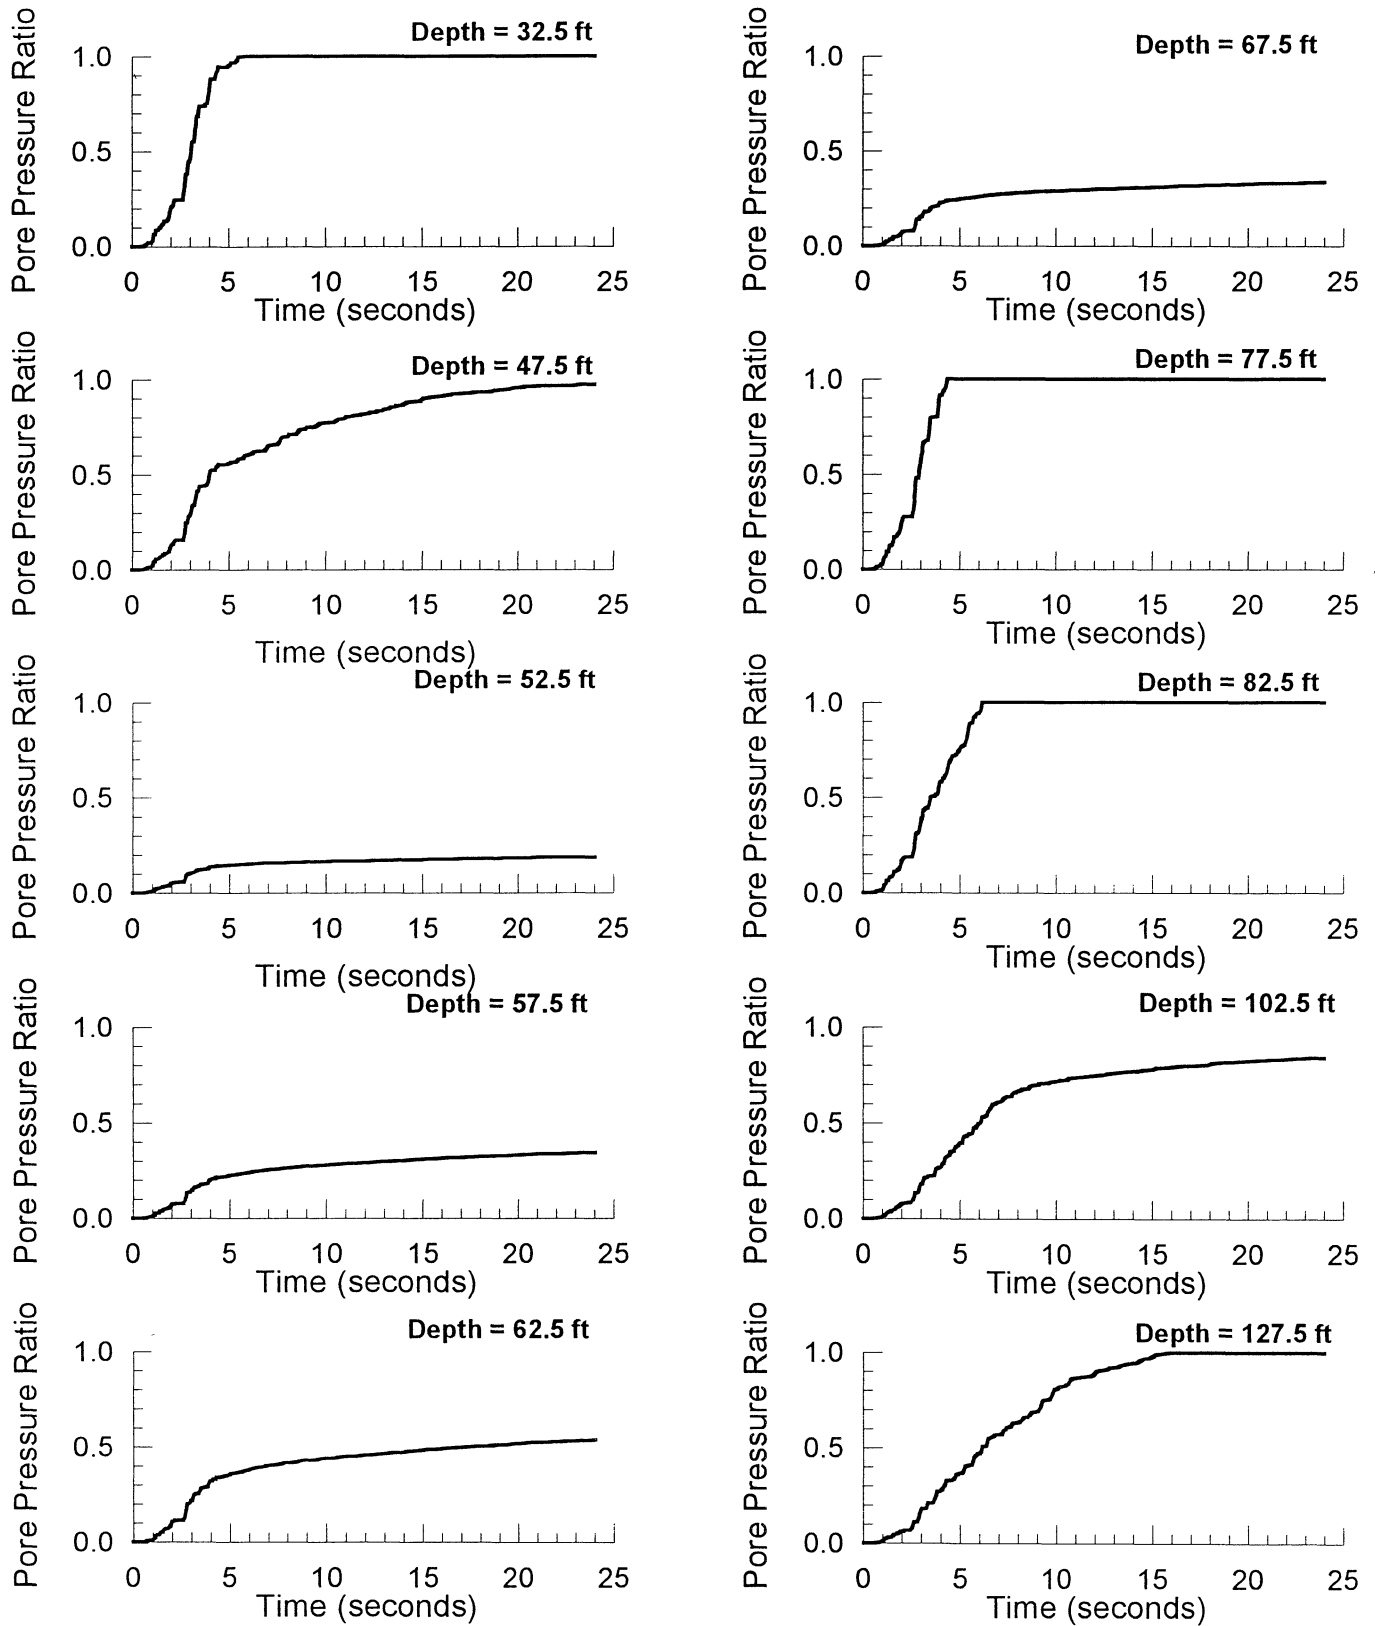 Depth = 32.5 ft
Pore Pressure Ratio
1.0
0.5
0.0
0 5 10 15 20 25
Time (seconds)
Depth = 47.5 ft
Pore Pressure Ratio
1.0
0.5
0.0
0 5 10 15 20 25
Time (seconds)
Depth = 52.5 ft
Pore Pressure Ratio
1.0
0.5
0.0
0 5 10 15 20 25
Time (seconds)
Depth = 57.5 ft
Pore Pressure Ratio
1.0
0.5
0.0
0 5 10 15 20 25
Time (seconds)
Depth = 62.5 ft
Pore Pressure Ratio
1.0
0.5
0.0
0 5 10 15 20 25
Time (seconds)
Depth = 67.5 ft
Pore Pressure Ratio
1.0
0.5
0.0
0 5 10 15 20 25
Time (seconds)
Depth = 77.5 ft
Pore Pressure Ratio
1.0
0.5
0.0
0 5 10 15 20 25
Time (seconds)
Depth = 82.5 ft
Pore Pressure Ratio
1.0
0.5
0.0
0 5 10 15 20 25
Time (seconds)
Depth = 102.5 ft
Pore Pressure Ratio
1.0
0.5
0.0
0 5 10 15 20 25
Time (seconds)
Depth = 127.5 ft
Pore Pressure Ratio
1.0
0.5
0.0
0 5 10 15 20 25
Time (seconds)